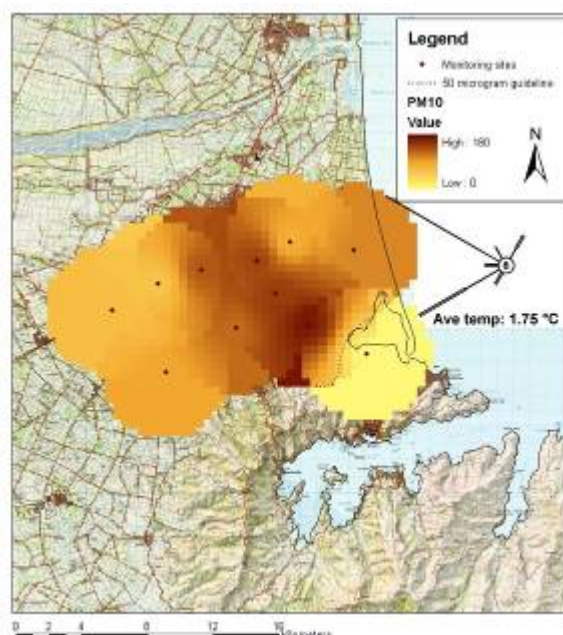 Legend
Monitoring sites
50 microgram guideline
PM10
Value
High : 180
Low : 0
N
Ave temp: 1.75 °C
0 2 4 8 12 16
Kilometers